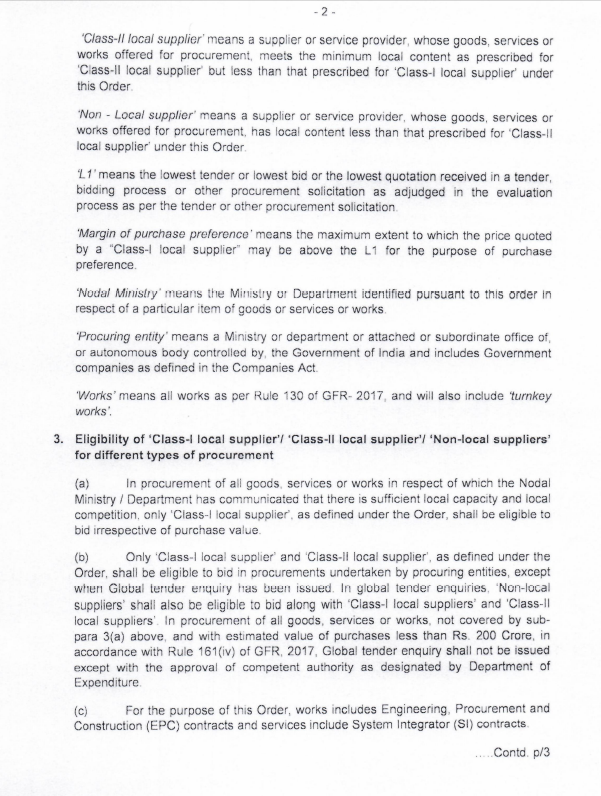 - 2 -
'Class-II local supplier' means a supplier or service provider, whose goods, services or
works offered for procurement, meets the minimum local content as prescribed for
'Class-II local supplier' but less than that prescribed for 'Class-I local supplier' under
this Order.
'Non - Local supplier' means a supplier or service provider, whose goods, services or
works offered for procurement, has local content less than that prescribed for 'Class-II
local supplier' under this Order.
'L1' means the lowest tender or lowest bid or the lowest quotation received in a tender,
bidding process or other procurement solicitation as adjudged in the evaluation
process as per the tender or other procurement solicitation.
'Margin of purchase preference' means the maximum extent to which the price quoted
by a "Class-I local supplier" may be above the L1 for the purpose of purchase
preference.
'Nodal Ministry' means the Ministry or Department identified pursuant to this order in
respect of a particular item of goods or services or works.
'Procuring entity' means a Ministry or department or attached or subordinate office of,
or autonomous body controlled by, the Government of India and includes Government
companies as defined in the Companies Act.
'Works' means all works as per Rule 130 of GFR- 2017, and will also include 'turnkey
works'.
3. Eligibility of 'Class-I local supplier'/ 'Class-II local supplier'/ 'Non-local suppliers'
for different types of procurement
(a) In procurement of all goods, services or works in respect of which the Nodal
Ministry / Department has communicated that there is sufficient local capacity and local
competition, only 'Class-I local supplier', as defined under the Order, shall be eligible to
bid irrespective of purchase value.
(b) Only 'Class-I local supplier' and 'Class-II local supplier', as defined under the
Order, shall be eligible to bid in procurements undertaken by procuring entities, except
when Global tender enquiry has been issued. In global tender enquiries, 'Non-local
suppliers' shall also be eligible to bid along with 'Class-I local suppliers' and 'Class-II
local suppliers'. In procurement of all goods, services or works, not covered by sub-
para 3(a) above, and with estimated value of purchases less than Rs. 200 Crore, in
accordance with Rule 161(iv) of GFR, 2017, Global tender enquiry shall not be issued
except with the approval of competent authority as designated by Department of
Expenditure.
(c) For the purpose of this Order, works includes Engineering, Procurement and
Construction (EPC) contracts and services include System Integrator (SI) contracts.
.....Contd. p/3